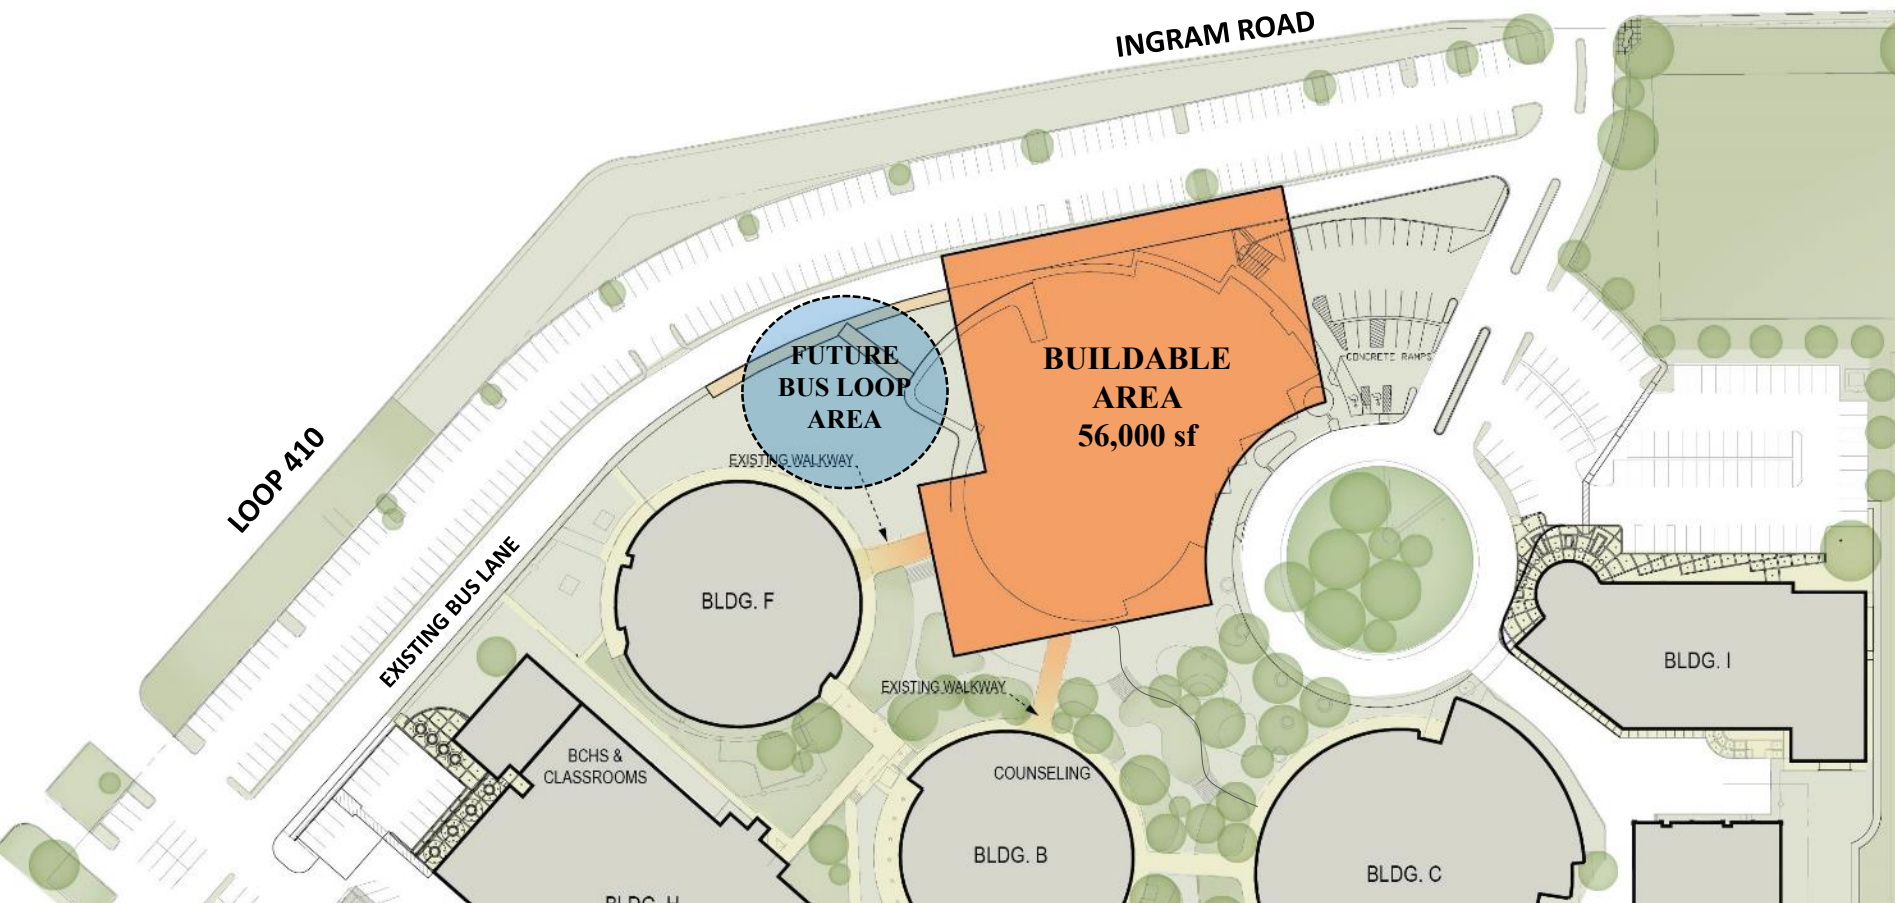 INGRAM ROAD
LOOP 410
EXISTING BUS LANE
FUTURE
BUS LOOP
AREA
BUILDABLE
AREA
56,000 sf
CONCRETE RAMPS
EXISTING WALKWAY
BLDG. F
EXISTING WALKWAY
BLDG. I
BCHS &
CLASSROOMS
COUNSELING
BLDG. B
BLDG. C
BLDG. H